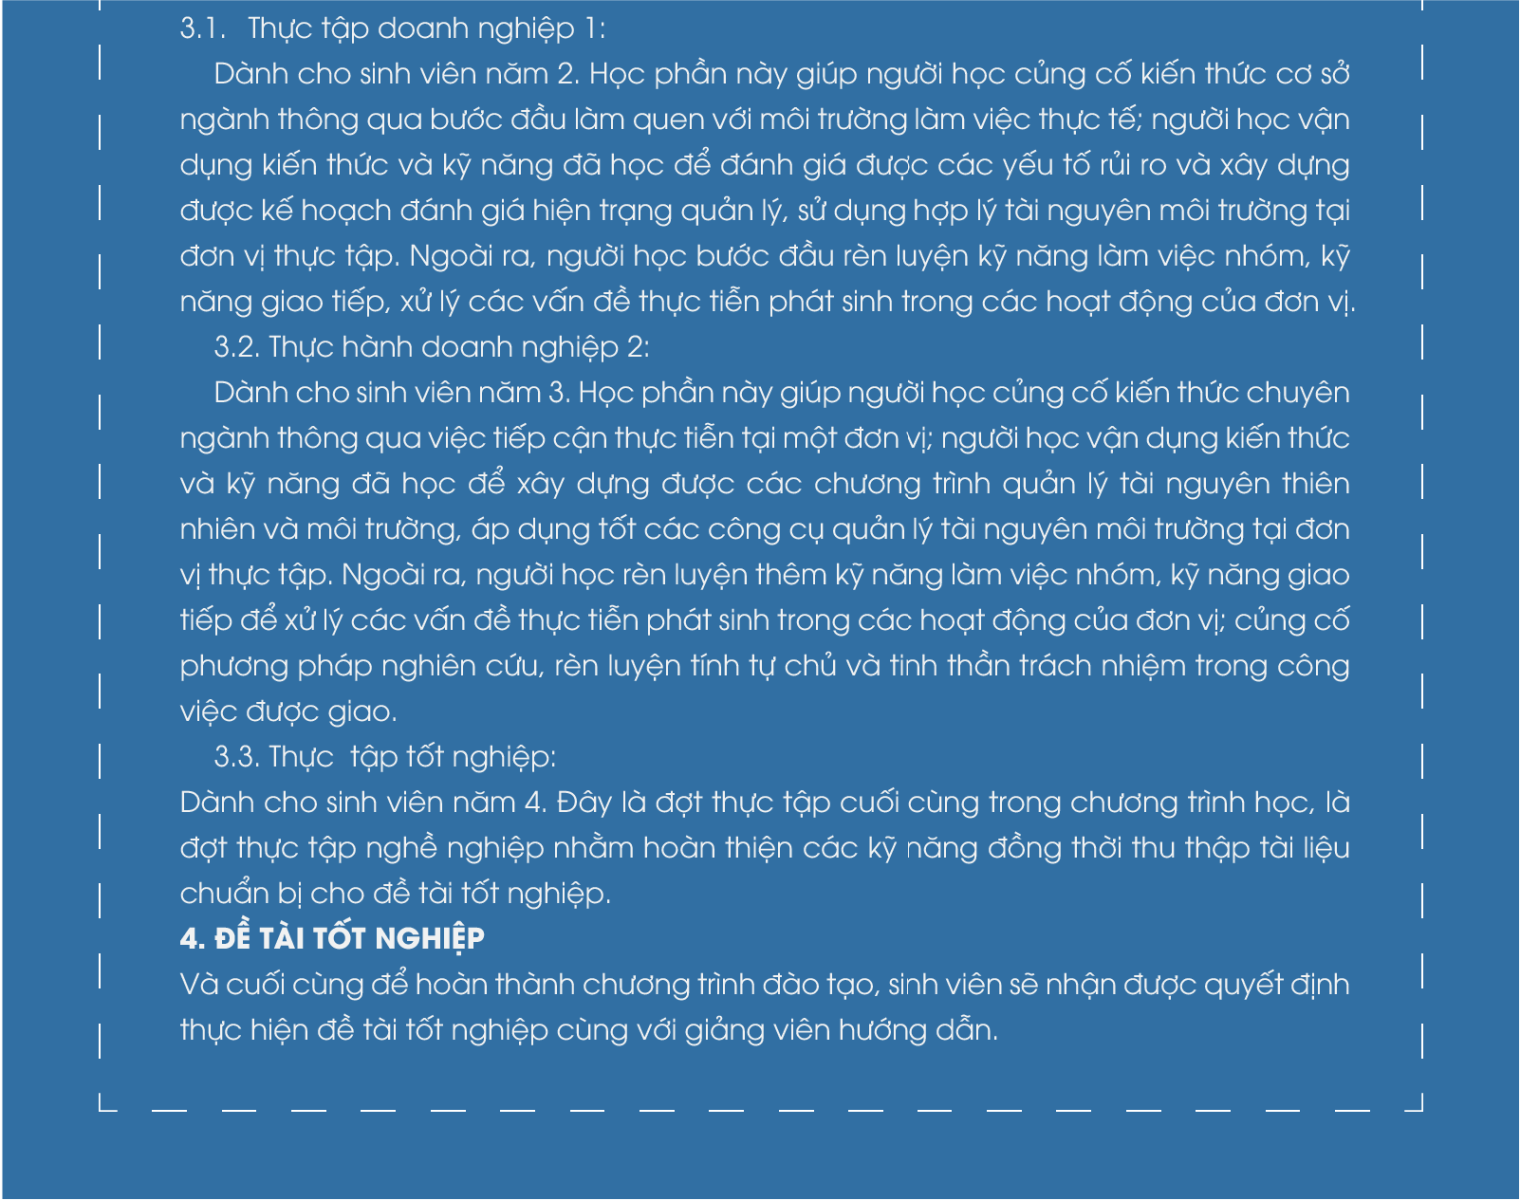 3.1. Thực tập doanh nghiệp 1:
Dành cho sinh viên năm 2. Học phần này giúp người học củng cố kiến thức cơ sở
ngành thông qua bước đầu làm quen với môi trường làm việc thực tế; người học vận
dụng kiến thức và kỹ năng đã học để đánh giá được các yếu tố rủi ro và xây dựng
được kế hoạch đánh giá hiện trạng quản lý, sử dụng hợp lý tài nguyên môi trường tại
đơn vị thực tập. Ngoài ra, người học bước đầu rèn luyện kỹ năng làm việc nhóm, kỹ
năng giao tiếp, xử lý các vấn đề thực tiễn phát sinh trong các hoạt động của đơn vị.
3.2. Thực hành doanh nghiệp 2:
Dành cho sinh viên năm 3. Học phần này giúp người học củng cố kiến thức chuyên
ngành thông qua việc tiếp cận thực tiễn tại một đơn vị; người học vận dụng kiến thức
và kỹ năng đã học để xây dựng được các chương trình quản lý tài nguyên thiên
nhiên và môi trường, áp dụng tốt các công cụ quản lý tài nguyên môi trường tại đơn
vị thực tập. Ngoài ra, người học rèn luyện thêm kỹ năng làm việc nhóm, kỹ năng giao
tiếp để xử lý các vấn đề thực tiễn phát sinh trong các hoạt động của đơn vị; củng cố
phương pháp nghiên cứu, rèn luyện tính tự chủ và tinh thần trách nhiệm trong công
việc được giao.
3.3. Thực tập tốt nghiệp:
Dành cho sinh viên năm 4. Đây là đợt thực tập cuối cùng trong chương trình học, là
đợt thực tập nghề nghiệp nhằm hoàn thiện các kỹ năng đồng thời thu thập tài liệu
chuẩn bị cho đề tài tốt nghiệp.
4. ĐỀ TÀI TỐT NGHIỆP
Và cuối cùng để hoàn thành chương trình đào tạo, sinh viên sẽ nhận được quyết định
thực hiện đề tài tốt nghiệp cùng với giảng viên hướng dẫn.